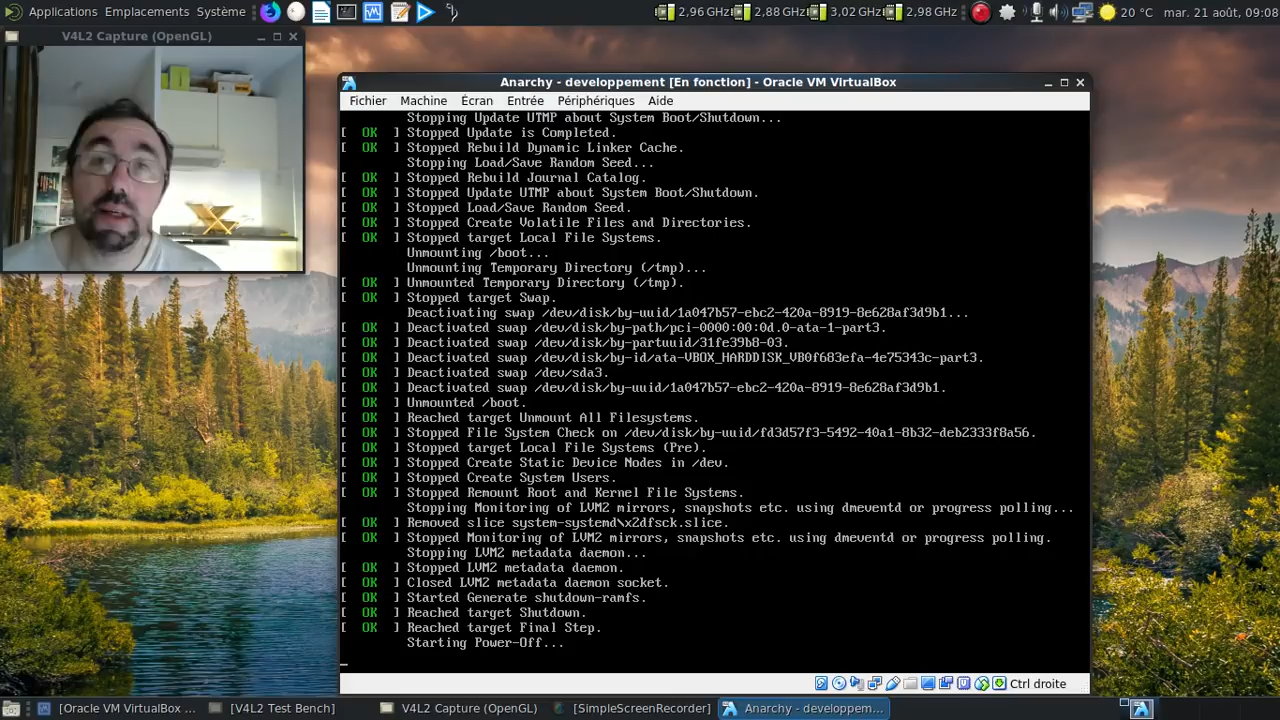 Applications Emplacements Système
2,96 GHz 2,88 GHz 3,02 GHz 2,98 GHz 20 °C mar. 21 août, 09:08
V4L2 Capture (OpenGL)
Anarchy - developpement [En fonction] - Oracle VM VirtualBox
Fichier Machine Écran Entrée Périphériques Aide
Stopping Update UTMP about System Boot/Shutdown...
[ OK ] Stopped Update is Completed.
[ OK ] Stopped Rebuild Dynamic Linker Cache.
Stopping Load/Save Random Seed...
[ OK ] Stopped Rebuild Journal Catalog.
[ OK ] Stopped Update UTMP about System Boot/Shutdown.
[ OK ] Stopped Load/Save Random Seed.
[ OK ] Stopped Create Volatile Files and Directories.
[ OK ] Stopped target Local File Systems.
Unmounting /boot...
Unmounting Temporary Directory (/tmp)...
[ OK ] Unmounted Temporary Directory (/tmp).
[ OK ] Stopped target Swap.
Deactivating swap /dev/disk/by-uuid/1a047b57-ebc2-420a-8919-8e628af3d9b1...
[ OK ] Deactivated swap /dev/disk/by-path/pci-0000:00:0d.0-ata-1-part3.
[ OK ] Deactivated swap /dev/disk/by-partuuid/31fe39b8-03.
[ OK ] Deactivated swap /dev/disk/by-id/ata-VBOX_HARDDISK_VB0f683efa-4e75343c-part3.
[ OK ] Deactivated swap /dev/sda3.
[ OK ] Deactivated swap /dev/disk/by-uuid/1a047b57-ebc2-420a-8919-8e628af3d9b1.
[ OK ] Unmounted /boot.
[ OK ] Reached target Unmount All Filesystems.
[ OK ] Stopped File System Check on /dev/disk/by-uuid/fd3d57f3-5492-40a1-8b32-deb2333f8a56.
[ OK ] Stopped target Local File Systems (Pre).
[ OK ] Stopped Create Static Device Nodes in /dev.
[ OK ] Stopped Create System Users.
[ OK ] Stopped Remount Root and Kernel File Systems.
Stopping Monitoring of LVM2 mirrors, snapshots etc. using dmeventd or progress polling...
[ OK ] Removed slice system-systemd\x2dfsck.slice.
[ OK ] Stopped Monitoring of LVM2 mirrors, snapshots etc. using dmeventd or progress polling.
Stopping LVM2 metadata daemon...
[ OK ] Stopped LVM2 metadata daemon.
[ OK ] Closed LVM2 metadata daemon socket.
[ OK ] Started Generate shutdown-ramfs.
[ OK ] Reached target Shutdown.
[ OK ] Reached target Final Step.
Starting Power-Off...
Ctrl droite
[Oracle VM VirtualBox ... [V4L2 Test Bench] V4L2 Capture (OpenGL) [SimpleScreenRecorder] Anarchy - developpem...